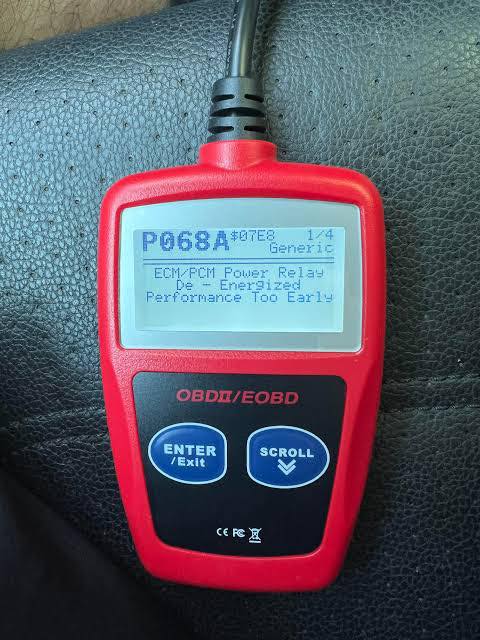 P068A $07E8 1/4
Generic
ECM/PCM Power Relay
De - Energized
Performance Too Early
OBDII/EOBD
ENTER
/Exit
SCROLL
CE FC